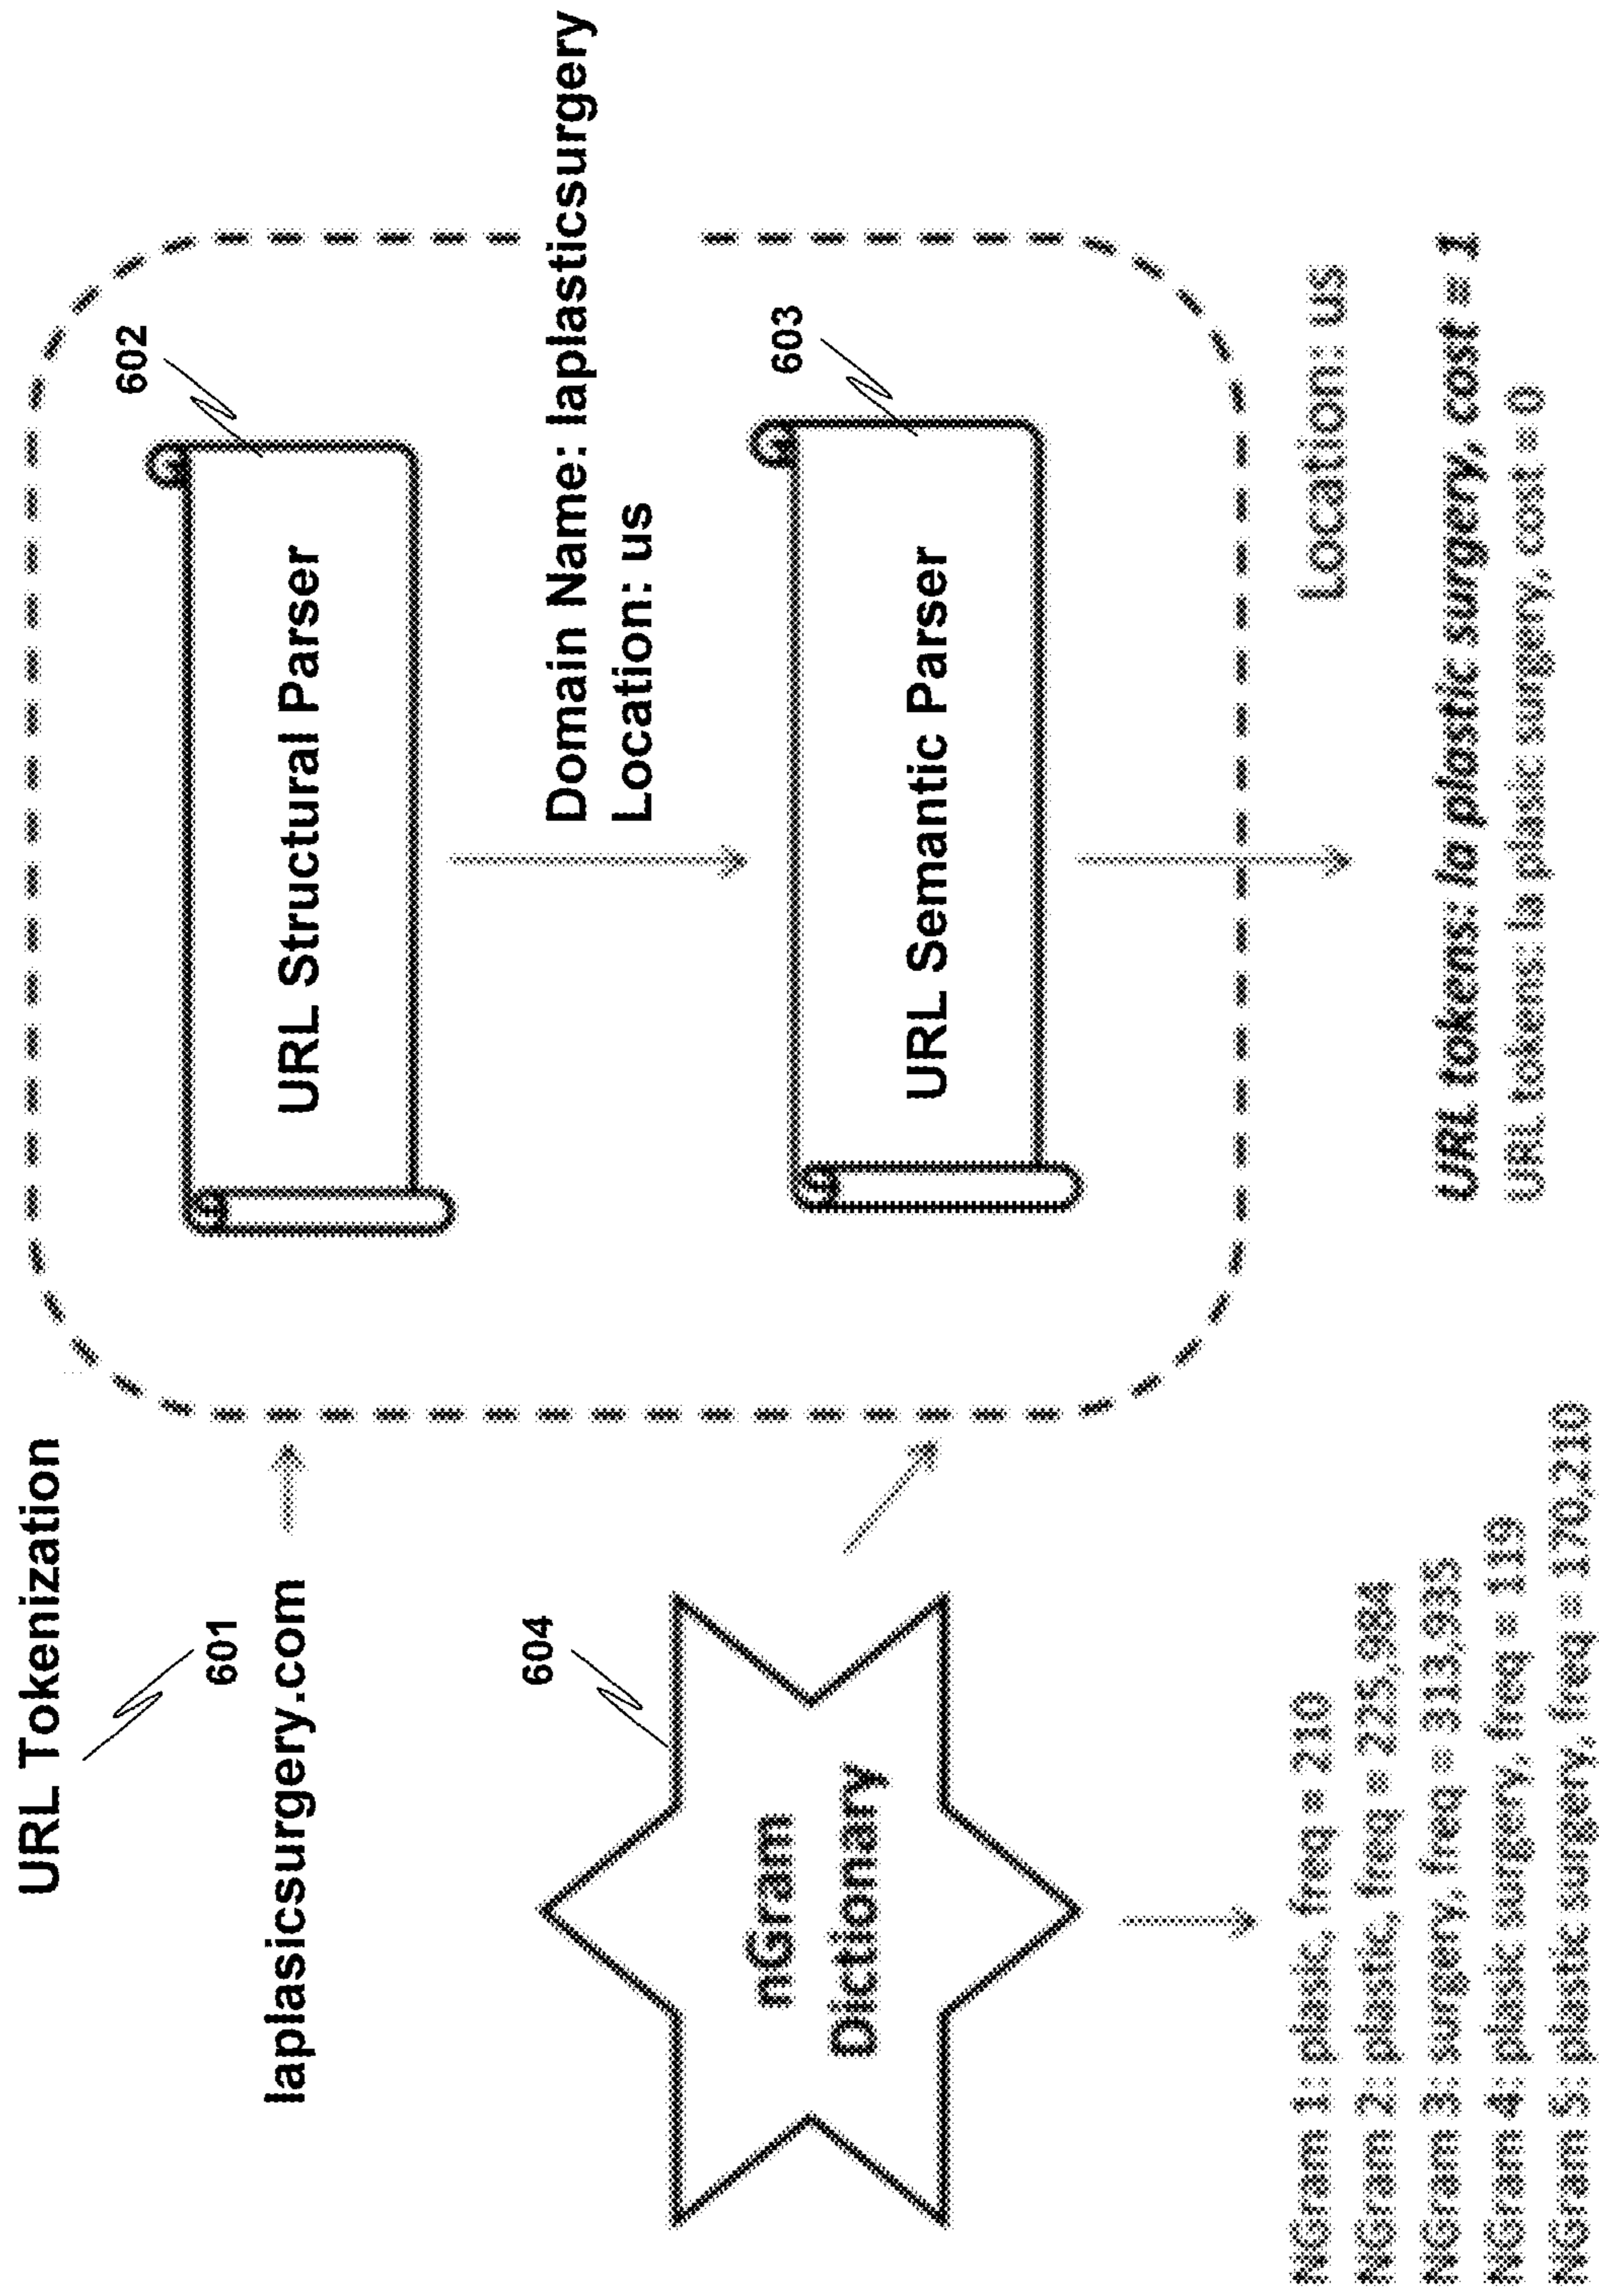 URL Tokenization
601
laplasicsurgery.com
602
URL Structural Parser
Domain Name: laplasticsurgery
Location: us
604
nGram
Dictionary
603
URL Semantic Parser
NGram 1: plasic, freq = 210
NGram 2: plastic, freq = 225,984
NGram 3: surgery, freq = 313,935
NGram 4: plasic surgery, freq = 119
NGram 5: plastic surgery, freq = 170,210
Location: us
URL tokens: la plastic surgery, cost = 1
URL tokens: la plasic surgery, cost = 0